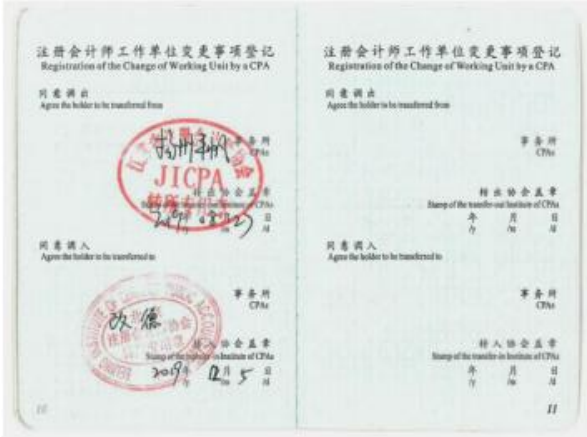 注册会计师工作单位变更事项登记
Registration of the Change of Working Unit by a CPA
同意调出
Agree the holder to be transferred from
扬州
事务所
CPAs
JICPA
转出协会盖章
Stamp of the transfer-out Institute of CPAs
2019 08 27
年 月 日
/y /m /d
同意调入
Agree the holder to be transferred to
事务所
CPAs
转入协会盖章
Stamp of the transfer-in Institute of CPAs
2019年 12月 5日
/y /m /d
10
注册会计师工作单位变更事项登记
Registration of the Change of Working Unit by a CPA
同意调出
Agree the holder to be transferred from
事务所
CPAs
转出协会盖章
Stamp of the transfer-out Institute of CPAs
年 月 日
/y /m /d
同意调入
Agree the holder to be transferred to
事务所
CPAs
转入协会盖章
Stamp of the transfer-in Institute of CPAs
年 月 日
/y /m /d
11